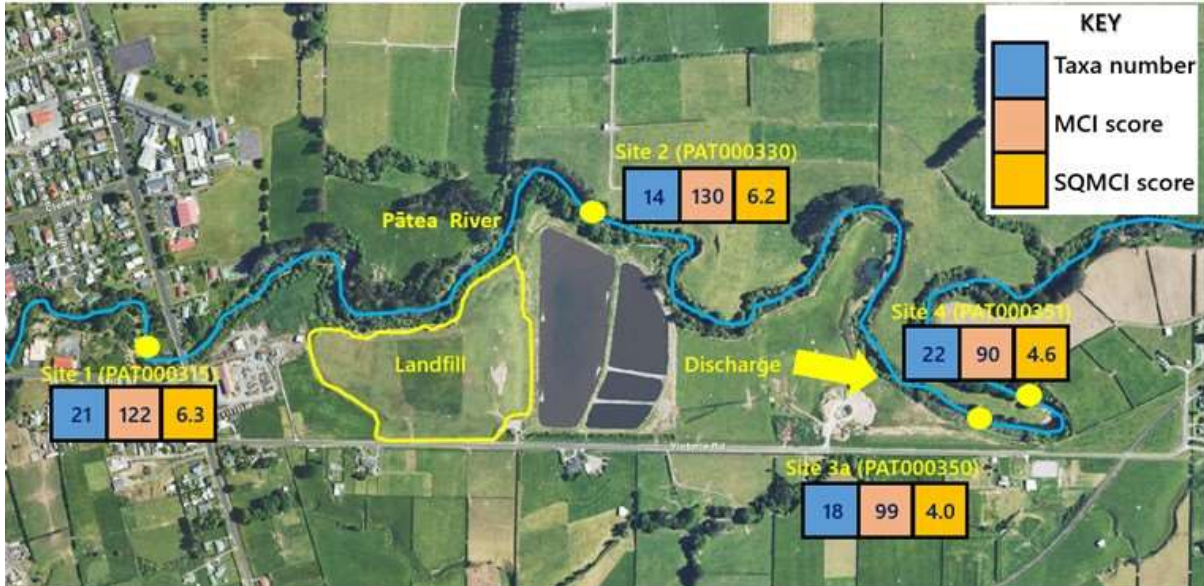 KEY
Taxa number
MCI score
SQMCI score
Site 2 (PAT000330)
14 130 6.2
Pātea River
Site 4 (PAT000351)
22 90 4.6
Landfill
Discharge
Site 1 (PAT000315)
21 122 6.3
Site 3a (PAT000350)
18 99 4.0